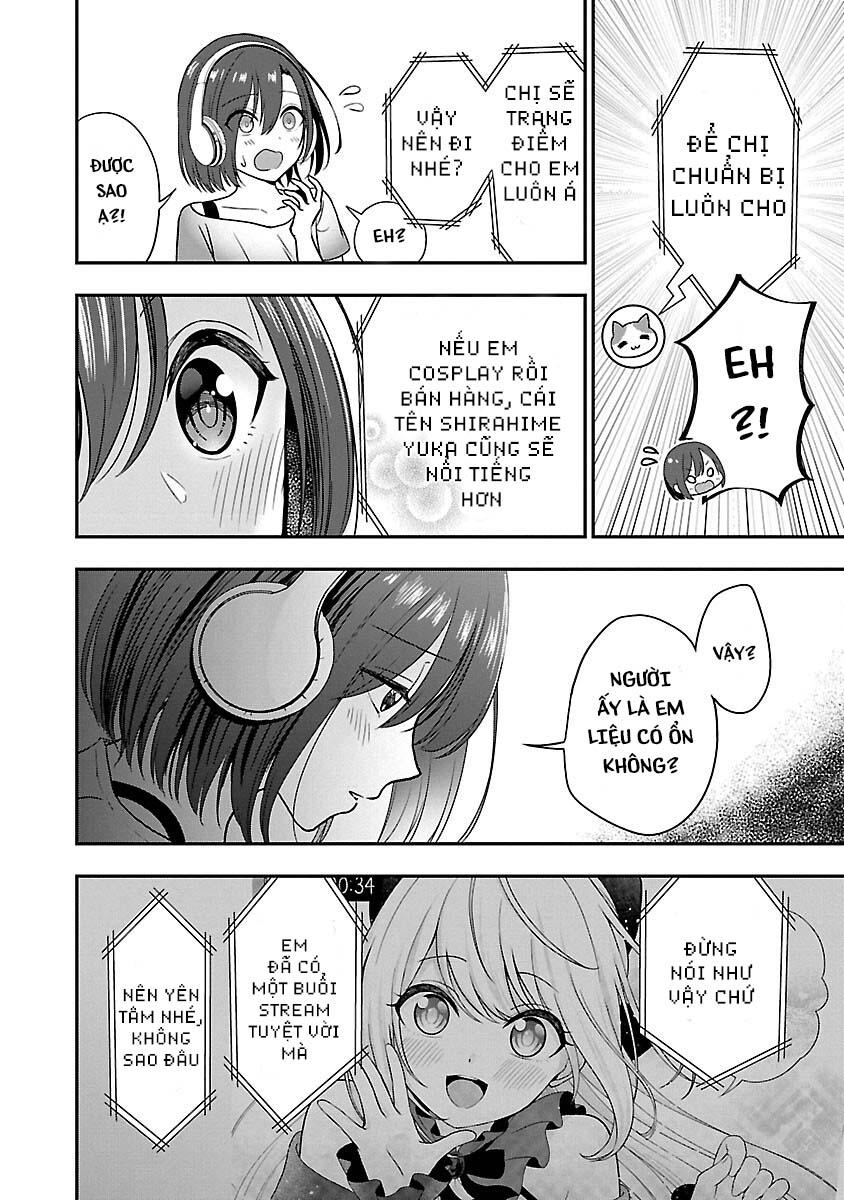 ĐỂ CHỊ
CHUẨN BỊ
LUÔN CHO
EH
?!
CHỊ SẼ
TRANG
ĐIỂM
CHO EM
LUÔN Á
VẬY
NÊN ĐI
NHÉ?
EH?
ĐƯỢC
SAO
Ạ?!
NẾU EM
COSPLAY RỒI
BÁN HÀNG, CÁI
TÊN SHIRAHIME
YUKA CŨNG SẼ
NỔI TIẾNG
HƠN
VẬY?
NGƯỜI
ẤY LÀ EM
LIỆU CÓ ỔN
KHÔNG?
0:34
ĐỪNG
NÓI NHƯ
VẬY CHỨ
EM
ĐÃ CÓ,
MỘT BUỔI
STREAM
TUYỆT VỜI
MÀ
NÊN YÊN
TÂM NHÉ,
KHÔNG
SAO ĐÂU